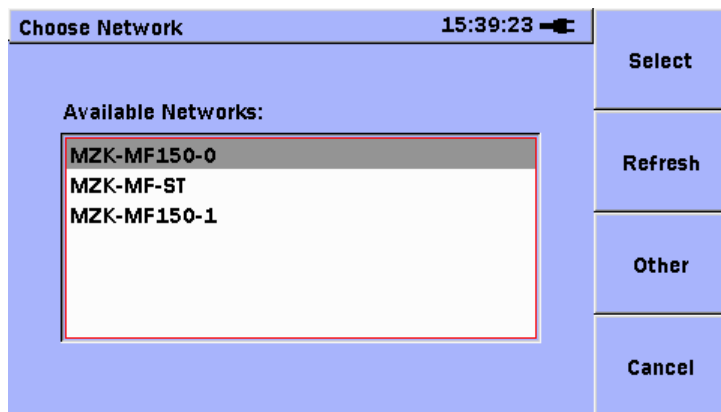 Choose Network 15:39:23
Select
Available Networks:
MZK-MF150-0
MZK-MF-ST
MZK-MF150-1
Refresh
Other
Cancel